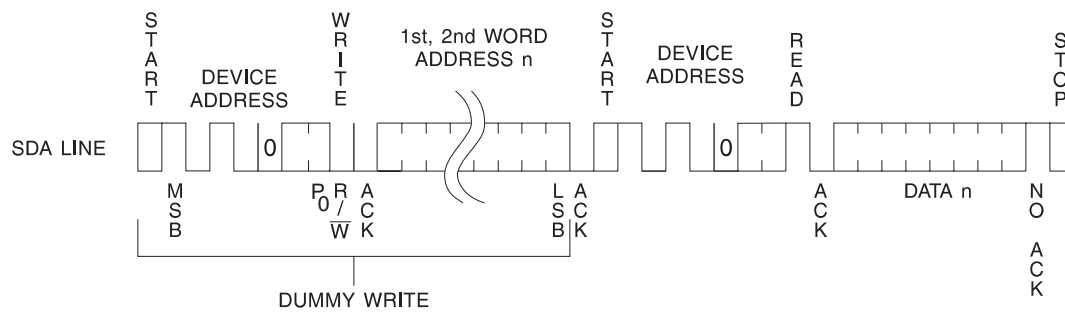 START
WRITE
1st, 2nd WORD
ADDRESS n
START
DEVICE
ADDRESS
READ
STOP
DEVICE
ADDRESS
SDA LINE
0
0
MSB
P0
R/W
ACK
LSB
ACK
ACK
DATA n
NO ACK
DUMMY WRITE